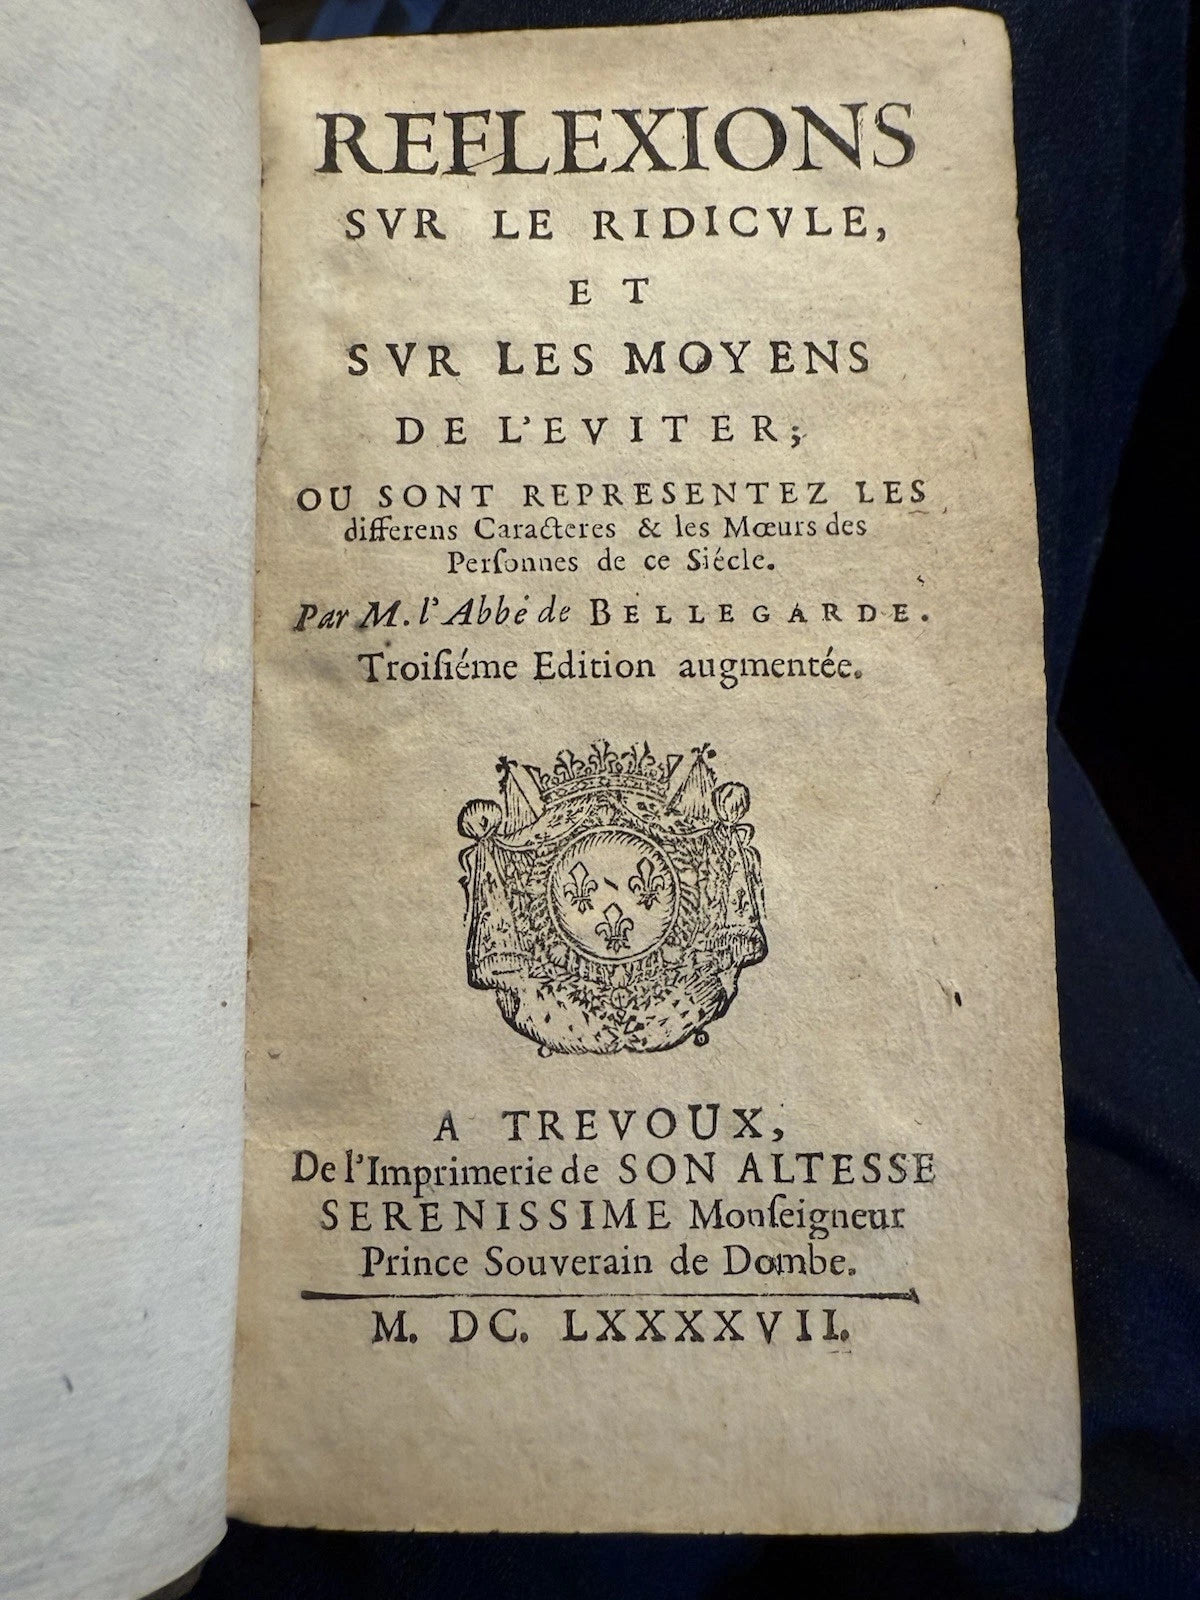 REFLEXIONS
SVR LE RIDICVLE,
ET
SVR LES MOYENS
DE L'EVITER;
OU SONT REPRESENTEZ LES
differens Caracteres & les Mœurs des
Perſonnes de ce Siécle.
Par M. l'Abbé de BELLEGARDE.
Troiſiéme Edition augmentée.
A TREVOUX,
De l'Imprimerie de SON ALTESSE
SERENISSIME Monſeigneur
Prince Souverain de Dombe.
M. DC. LXXXXVII.